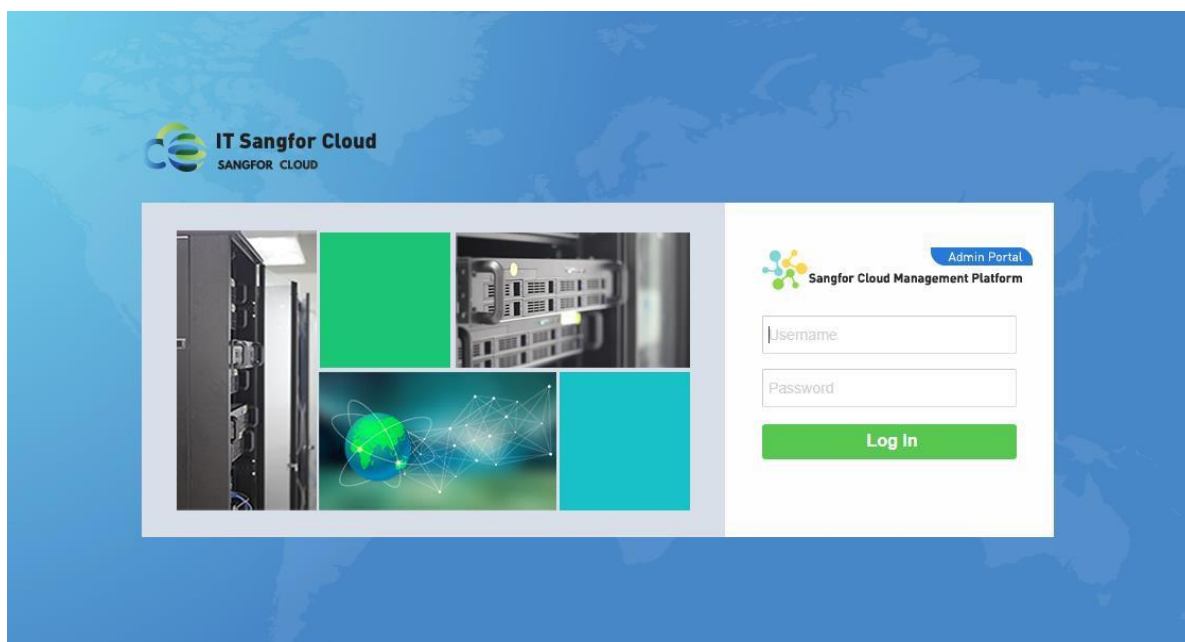 IT Sangfor Cloud
SANGFOR CLOUD
Admin Portal
Sangfor Cloud Management Platform
Username
Password
Log In